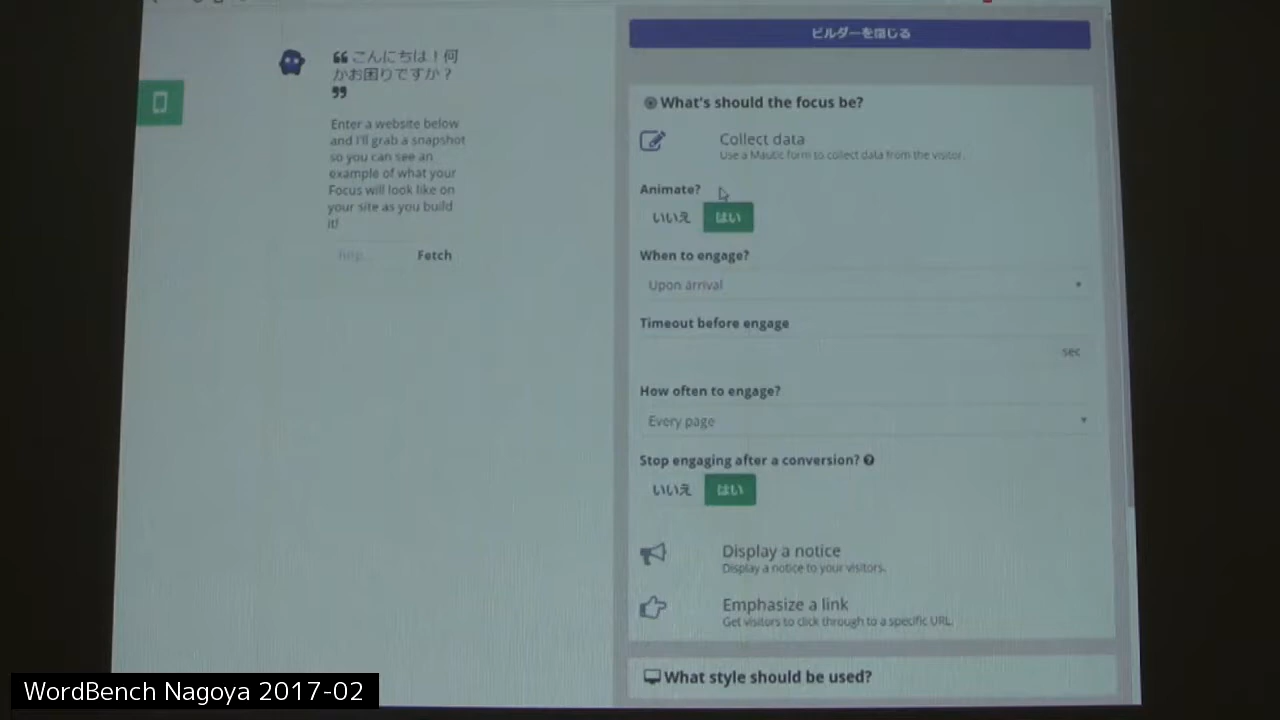 ビルダーを閉じる
❝ こんにちは！何
かお困りですか？
❞
Enter a website below
and I'll grab a snapshot
so you can see an
example of what your
Focus will look like on
your site as you build
it!
http
Fetch
What's should the focus be?
Collect data
Use a Mautic form to collect data from the visitor.
Animate?
いいえ はい
When to engage?
Upon arrival
Timeout before engage
sec
How often to engage?
Every page
Stop engaging after a conversion?
いいえ はい
Display a notice
Display a notice to your visitors.
Emphasize a link
Get visitors to click through to a specific URL.
What style should be used?
WordBench Nagoya 2017-02